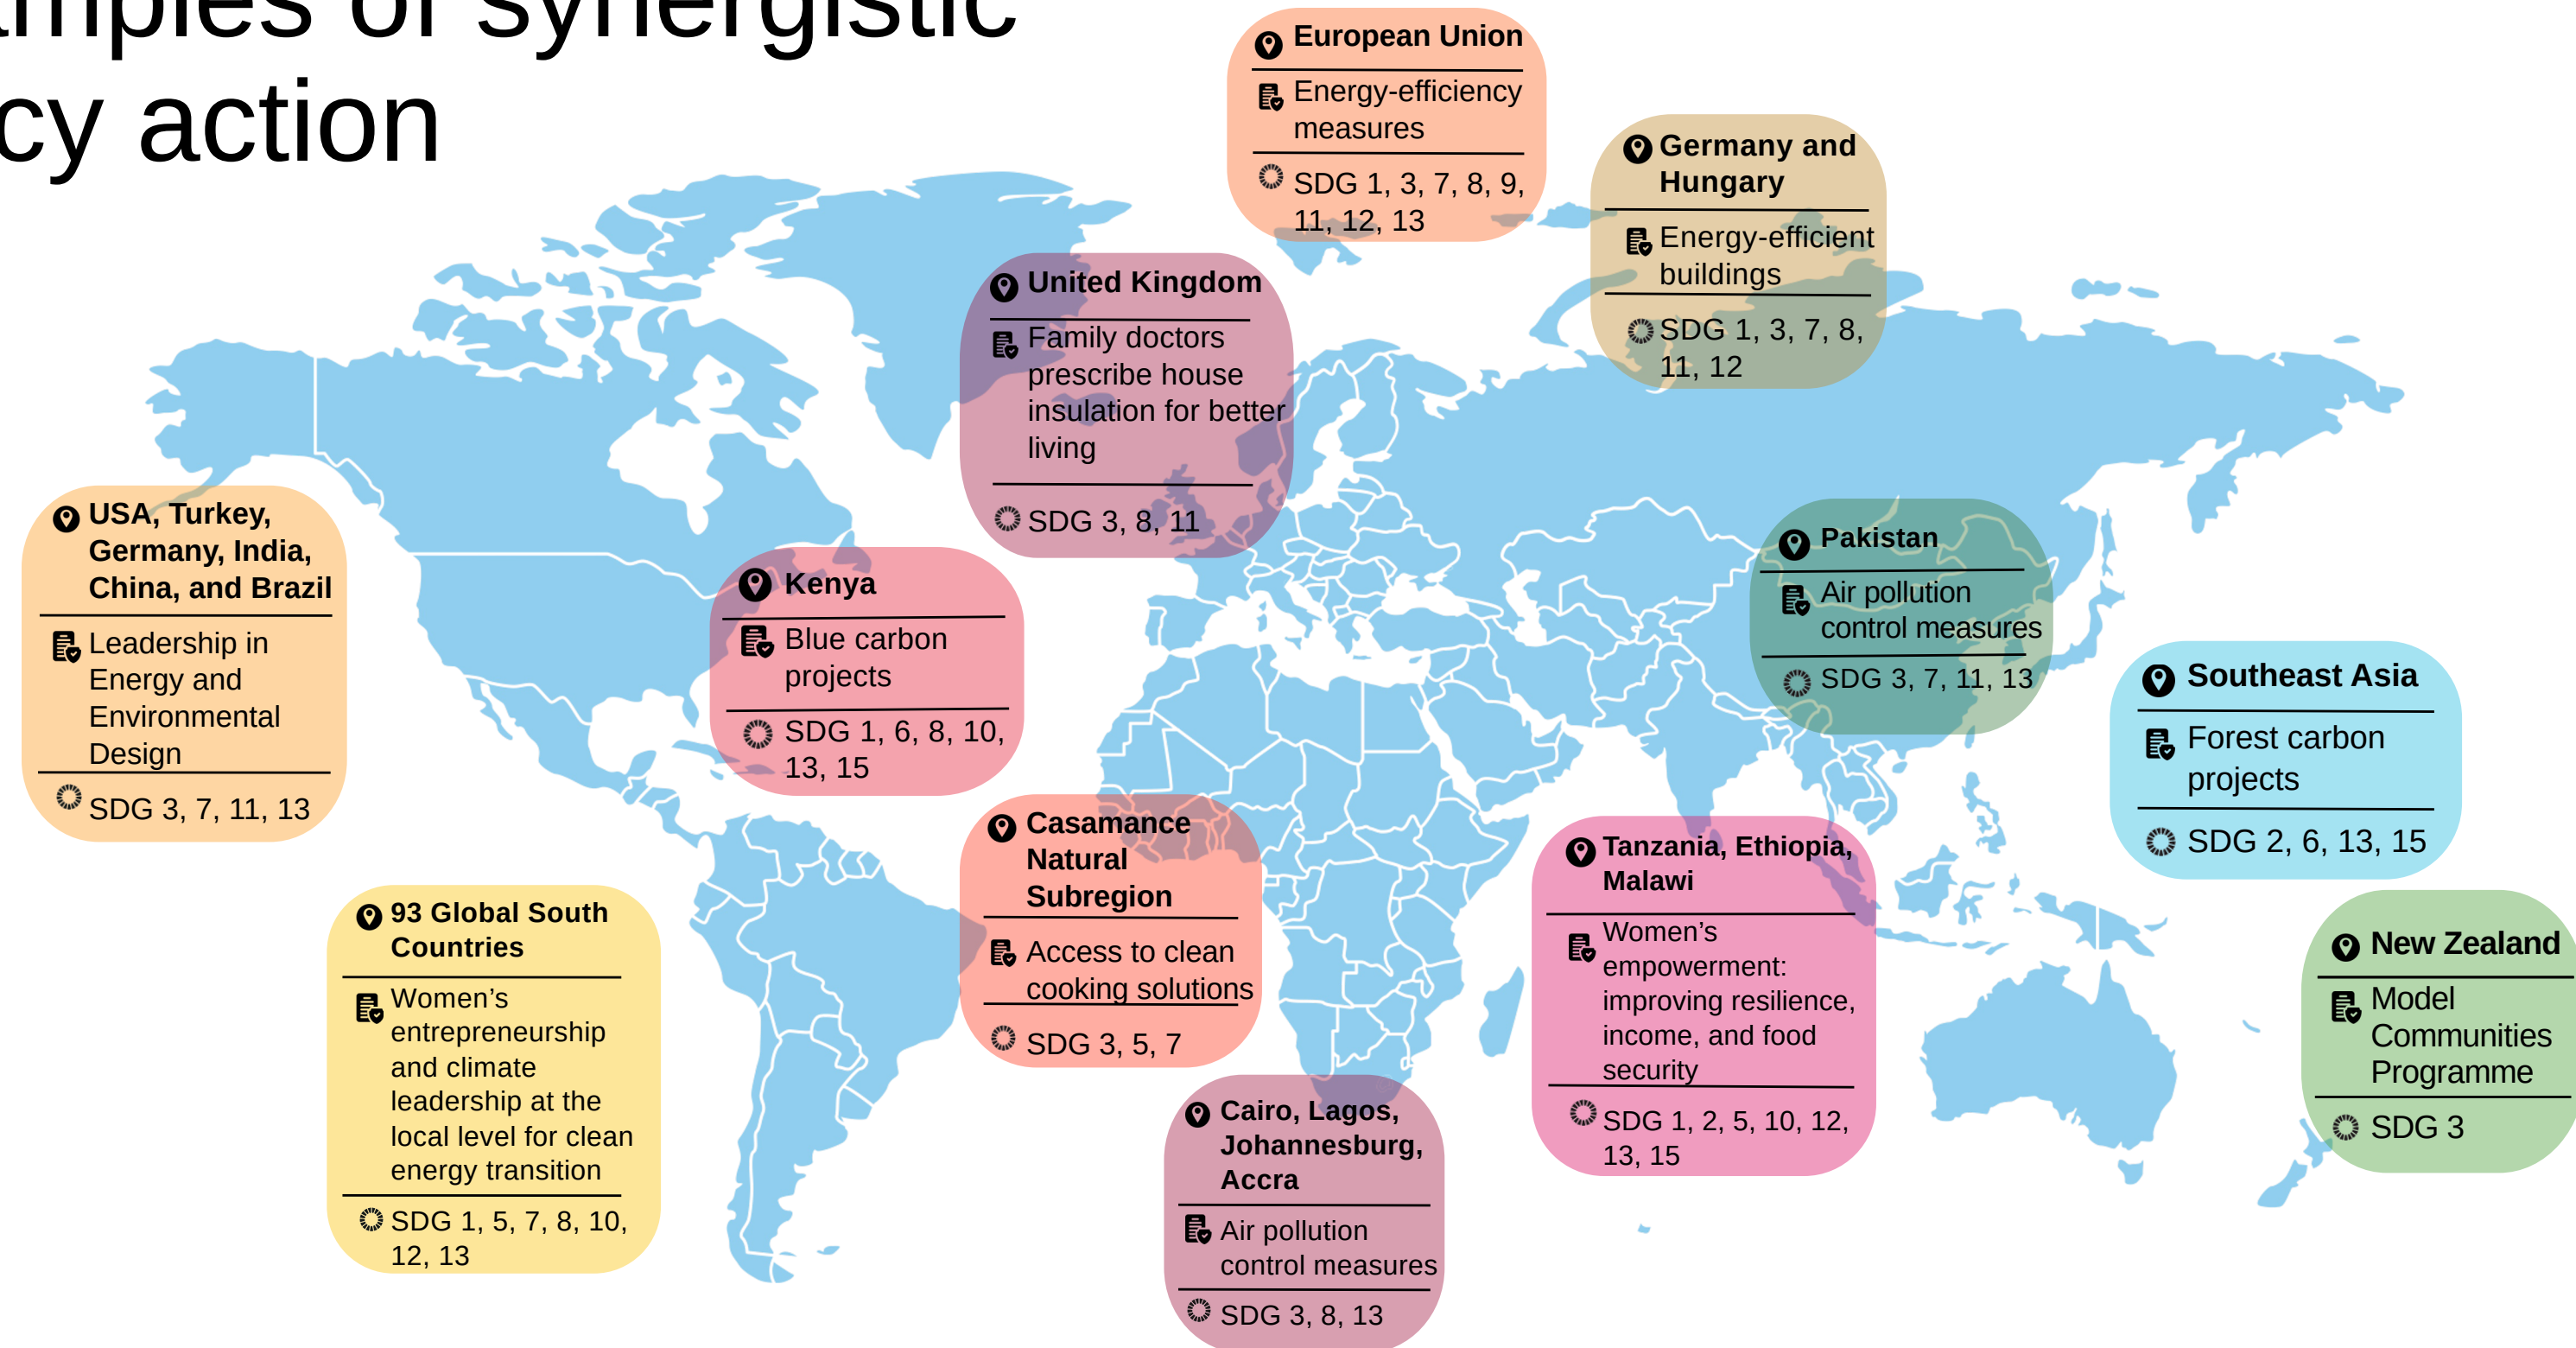 amples of synergistic
cy action
European Union
Energy-efficiency
measures
SDG 1, 3, 7, 8, 9,
11, 12, 13
Germany and
Hungary
Energy-efficient
buildings
SDG 1, 3, 7, 8,
11, 12
United Kingdom
Family doctors
prescribe house
insulation for better
living
SDG 3, 8, 11
USA, Turkey,
Germany, India,
China, and Brazil
Leadership in
Energy and
Environmental
Design
SDG 3, 7, 11, 13
Kenya
Blue carbon
projects
SDG 1, 6, 8, 10,
13, 15
Pakistan
Air pollution
control measures
SDG 3, 7, 11, 13
Southeast Asia
Forest carbon
projects
SDG 2, 6, 13, 15
93 Global South
Countries
Women’s
entrepreneurship
and climate
leadership at the
local level for clean
energy transition
SDG 1, 5, 7, 8, 10,
12, 13
Casamance
Natural
Subregion
Access to clean
cooking solutions
SDG 3, 5, 7
Tanzania, Ethiopia,
Malawi
Women’s
empowerment:
improving resilience,
income, and food
security
SDG 1, 2, 5, 10, 12,
13, 15
New Zealand
Model
Communities
Programme
SDG 3
Cairo, Lagos,
Johannesburg,
Accra
Air pollution
control measures
SDG 3, 8, 13